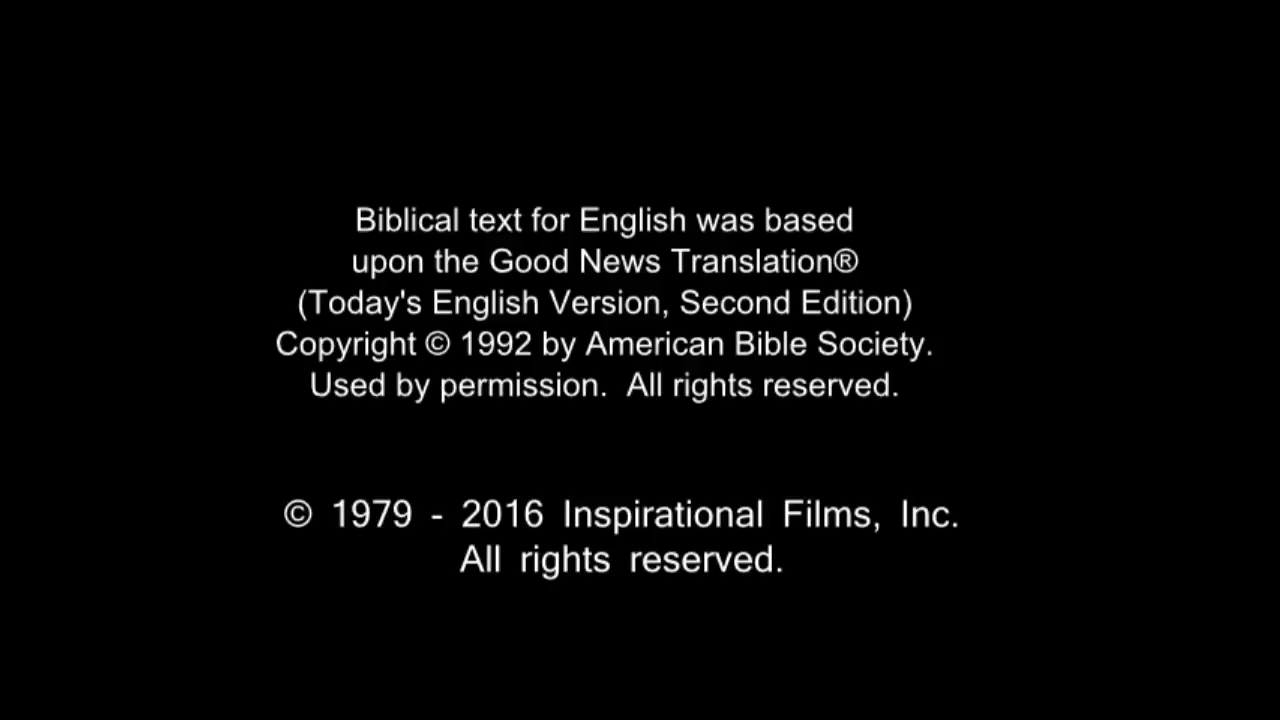 Biblical text for English was based
upon the Good News Translation®
(Today's English Version, Second Edition)
Copyright © 1992 by American Bible Society.
Used by permission.  All rights reserved.
© 1979 - 2016 Inspirational Films, Inc.
All rights reserved.